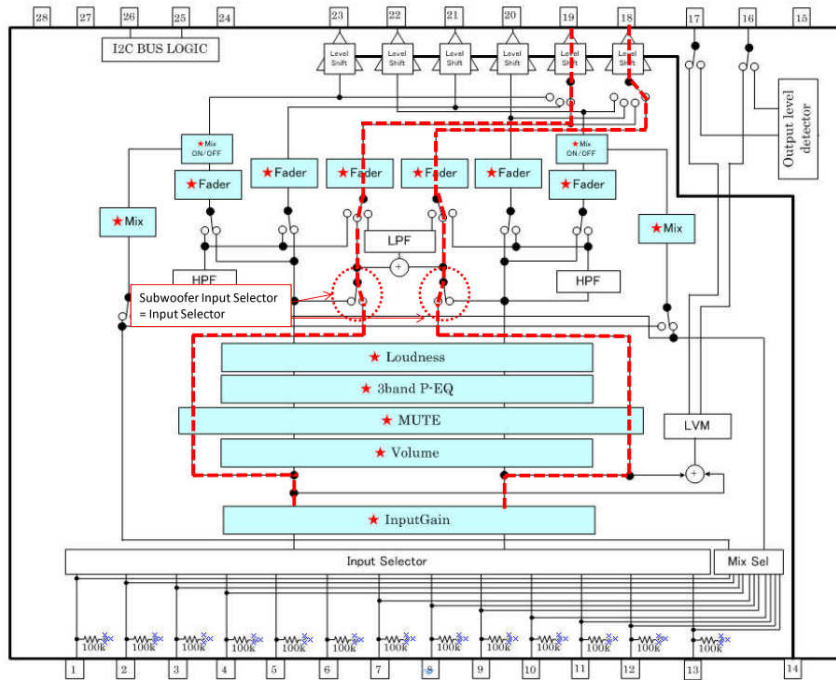 28 27 26 25 24 23 22 21 20 19 18 17 16 15
I2C BUS LOGIC
Level Shift
Level Shift
Level Shift
Level Shift
Level Shift
Level Shift
Output level detector
★Mix ON/OFF
★Mix ON/OFF
★Fader
★Fader
★Fader
★Fader
★Fader
★Fader
★Mix
★Mix
LPF
HPF
HPF
+
Subwoofer Input Selector
= Input Selector
★ Loudness
★ 3band P-EQ
★ MUTE
LVM
★ Volume
+
★ InputGain
Input Selector
Mix Sel
100k 100k 100k 100k 100k 100k 100k 100k 100k 100k 100k 100k 100k
1 2 3 4 5 6 7 8 9 10 11 12 13 14